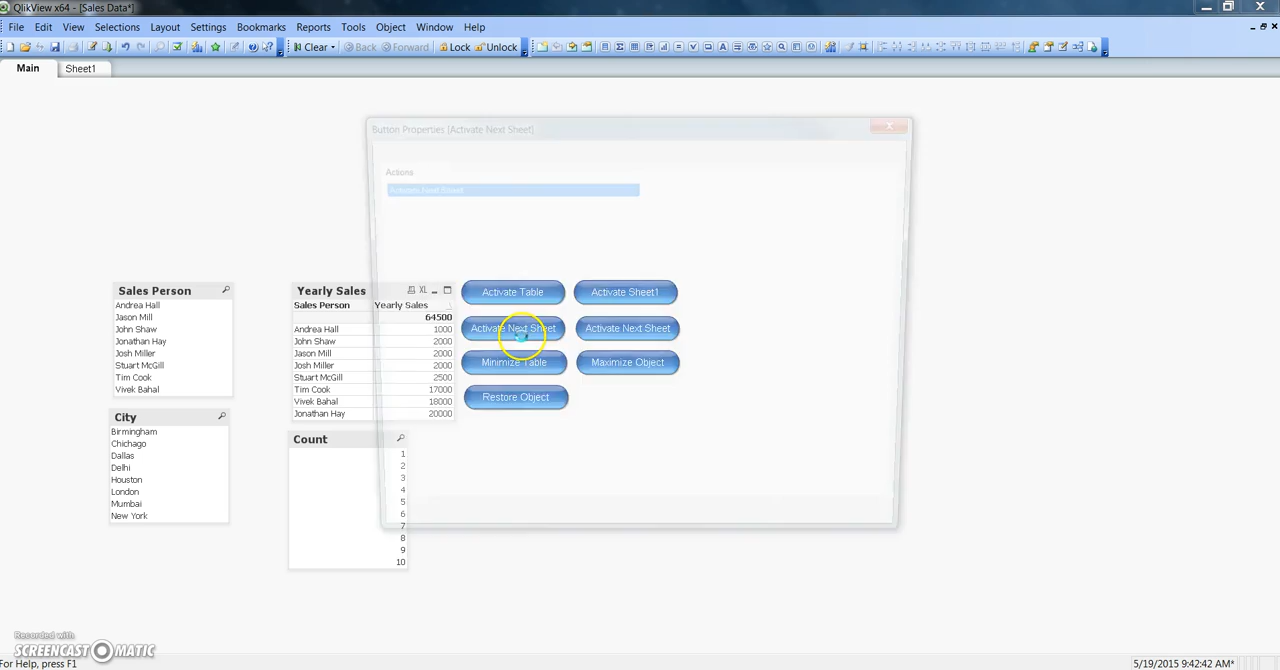 QlikView x64 - [Sales Data*]
File Edit View Selections Layout Settings Bookmarks Reports Tools Object Window Help
Clear Back Forward Lock Unlock
Main Sheet1
Button Properties [Activate Next Sheet]
Actions
Activate Next Sheet
Sales Person
Andrea Hall
Jason Mill
John Shaw
Jonathan Hay
Josh Miller
Stuart McGill
Tim Cook
Vivek Bahal
City
Birmingham
Chichago
Dallas
Delhi
Houston
London
Mumbai
New York
Yearly Sales XL
Sales Person Yearly Sales
64500
Andrea Hall 1000
John Shaw 2000
Jason Mill 2000
Josh Miller 2000
Stuart McGill 2500
Tim Cook 17000
Vivek Bahal 18000
Jonathan Hay 20000
Count
1
2
3
4
5
6
7
8
9
10
Activate Table Activate Sheet1
Activate Next Sheet Activate Next Sheet
Minimize Table Maximize Object
Restore Object
Recorded with
SCREENCAST MATIC
For Help, press F1
5/19/2015 9:42:42 AM*